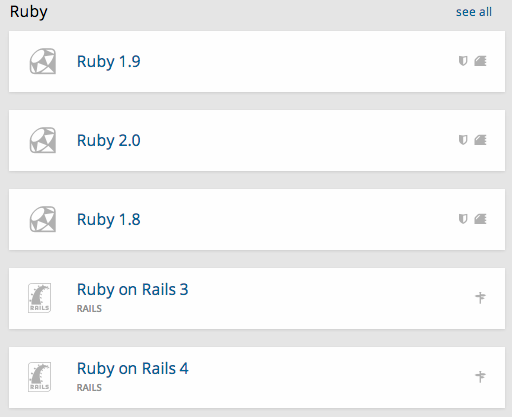 Ruby
see all
Ruby 1.9
Ruby 2.0
Ruby 1.8
RAILS
Ruby on Rails 3
RAILS
RAILS
Ruby on Rails 4
RAILS